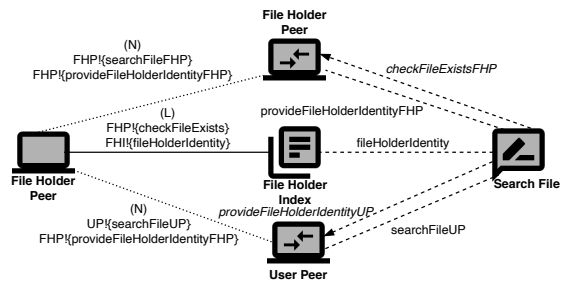 File Holder
Peer
(N)
FHP!{searchFileFHP}
FHP!{provideFileHolderIdentityFHP}
checkFileExistsFHP
(L)
FHP!{checkFileExists}
FHI!{fileHolderIdentity}
provideFileHolderIdentityFHP
fileHolderIdentity
File Holder
Peer
File Holder
Index
Search File
(N)
UP!{searchFileUP}
FHP!{provideFileHolderIdentityFHP}
provideFileHolderIdentityUP
searchFileUP
User Peer